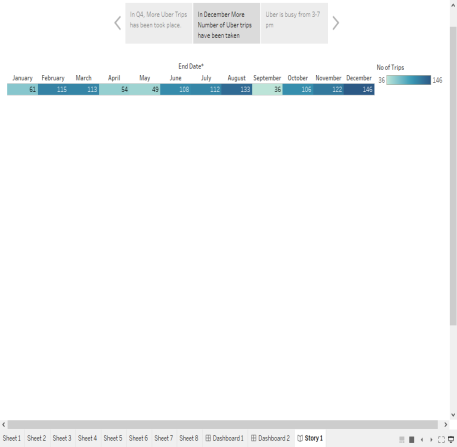 In Q4, More Uber Trips has been took place.
In December More Number of Uber trips have been taken
Uber is busy from 3-7 pm
End Date*
January February March April May June July August September October November December
61 115 113 54 49 108 112 133 36 106 122 146
No of Trips
36 146
Sheet 1 Sheet 2 Sheet 3 Sheet 4 Sheet 5 Sheet 6 Sheet 7 Sheet 8 Dashboard 1 Dashboard 2 Story 1